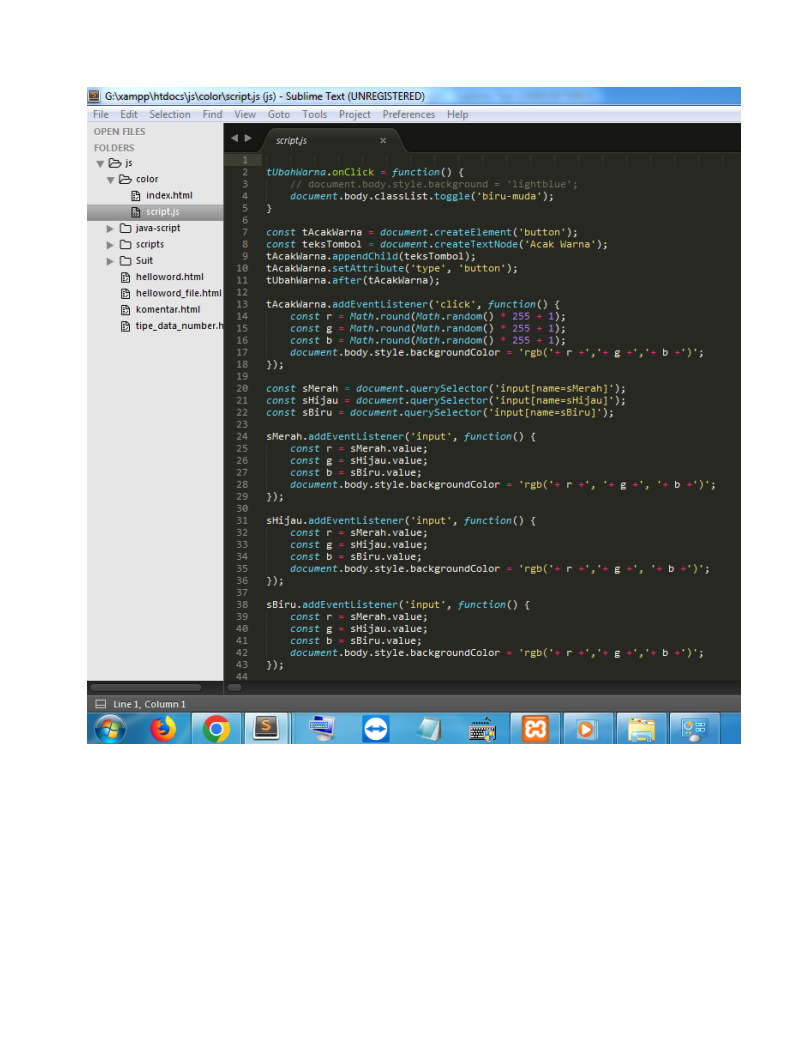 G:\xampp\htdocs\js\color\script.js (js) - Sublime Text (UNREGISTERED)
File Edit Selection Find View Goto Tools Project Preferences Help
OPEN FILES
FOLDERS
js
color
index.html
script.js
java-script
scripts
Suit
helloword.html
helloword_file.html
komentar.html
tipe_data_number.h
script.js ×
1
2 tUbahWarna.onClick = function() {
3 // document.body.style.background = 'lightblue';
4 document.body.classList.toggle('biru-muda');
5 }
6
7 const tAcakWarna = document.createElement('button');
8 const teksTombol = document.createTextNode('Acak Warna');
9 tAcakWarna.appendChild(teksTombol);
10 tAcakWarna.setAttribute('type', 'button');
11 tUbahWarna.after(tAcakWarna);
12
13 tAcakWarna.addEventListener('click', function() {
14 const r = Math.round(Math.random() * 255 + 1);
15 const g = Math.round(Math.random() * 255 + 1);
16 const b = Math.round(Math.random() * 255 + 1);
17 document.body.style.backgroundColor = 'rgb('+ r +','+ g +','+ b +')';
18 });
19
20 const sMerah = document.querySelector('input[name=sMerah]');
21 const sHijau = document.querySelector('input[name=sHijau]');
22 const sBiru = document.querySelector('input[name=sBiru]');
23
24 sMerah.addEventListener('input', function() {
25 const r = sMerah.value;
26 const g = sHijau.value;
27 const b = sBiru.value;
28 document.body.style.backgroundColor = 'rgb('+ r +', '+ g +', '+ b +')';
29 });
30
31 sHijau.addEventListener('input', function() {
32 const r = sMerah.value;
33 const g = sHijau.value;
34 const b = sBiru.value;
35 document.body.style.backgroundColor = 'rgb('+ r +','+ g +', '+ b +')';
36 });
37
38 sBiru.addEventListener('input', function() {
39 const r = sMerah.value;
40 const g = sHijau.value;
41 const b = sBiru.value;
42 document.body.style.backgroundColor = 'rgb('+ r +','+ g +','+ b +')';
43 });
44
Line 1, Column 1